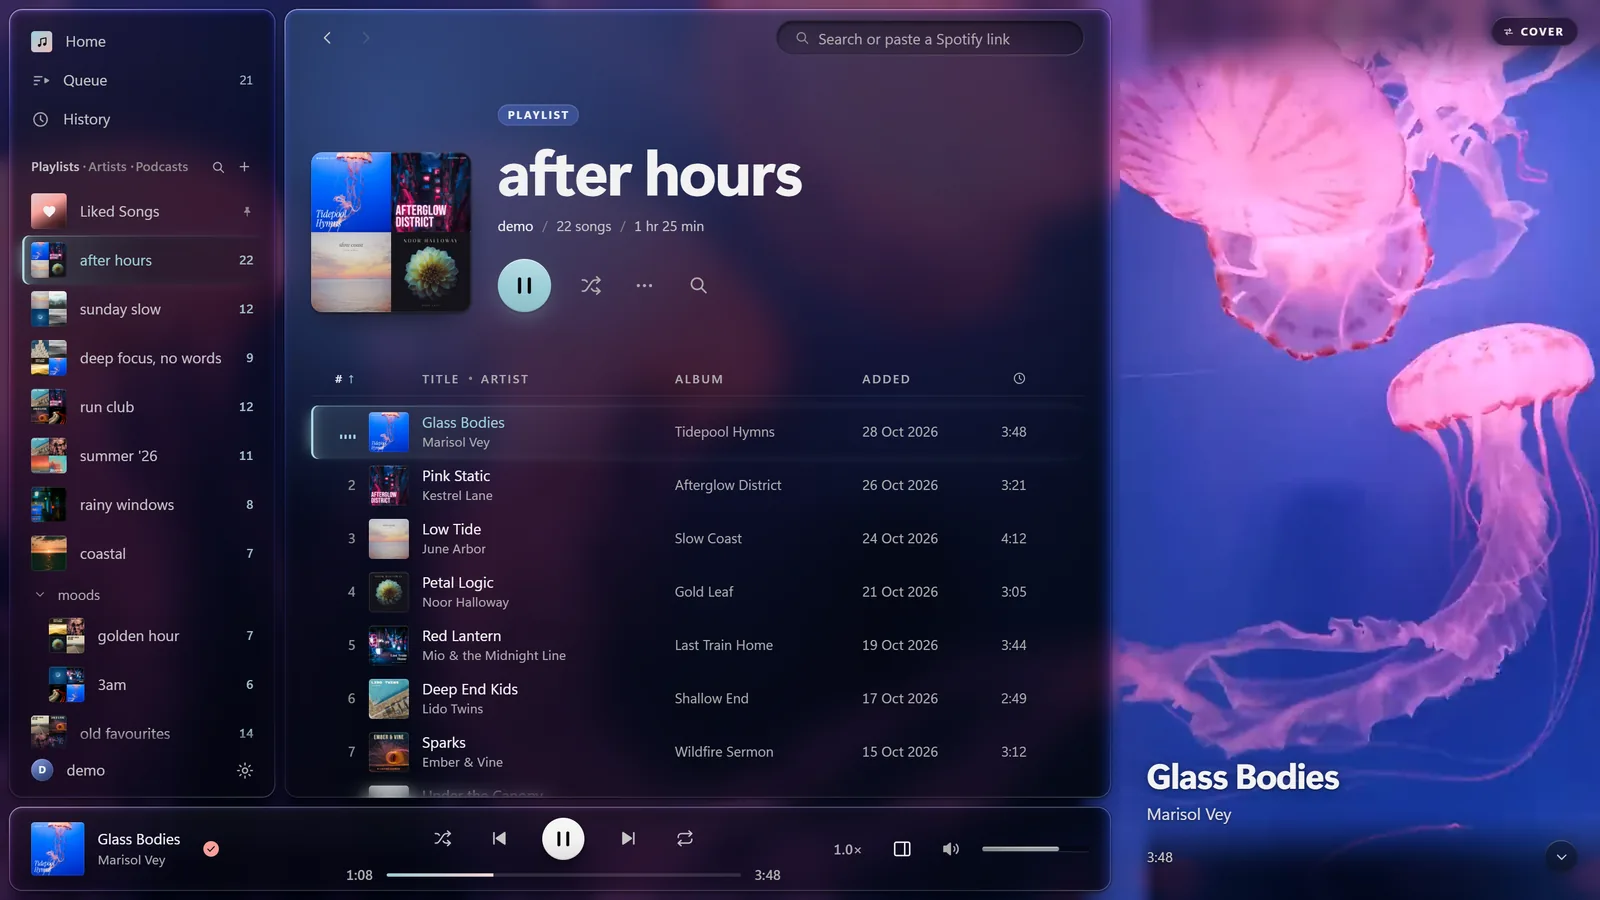 Home
Queue 21
History
Playlists · Artists · Podcasts
Liked Songs
after hours 22
sunday slow 12
deep focus, no words 9
run club 12
summer '26 11
rainy windows 8
coastal 7
moods
golden hour 7
3am 6
old favourites 14
D demo
Search or paste a Spotify link
PLAYLIST
after hours
demo / 22 songs / 1 hr 25 min
Tidepool
Hymns
AFTERGLOW
DISTRICT
slow coast
NOOR HALLOWAY
# ↑ TITLE • ARTIST ALBUM ADDED
Glass Bodies
Marisol Vey
Tidepool Hymns 28 Oct 2026 3:48
2 Pink Static
Kestrel Lane
Afterglow District 26 Oct 2026 3:21
3 Low Tide
June Arbor
Slow Coast 24 Oct 2026 4:12
4 Petal Logic
Noor Halloway
Gold Leaf 21 Oct 2026 3:05
5 Red Lantern
Mio & the Midnight Line
Last Train Home 19 Oct 2026 3:44
6 Deep End Kids
Lido Twins
Shallow End 17 Oct 2026 2:49
7 Sparks
Ember & Vine
Wildfire Sermon 15 Oct 2026 3:12
Under the Canopy
COVER
Glass Bodies
Marisol Vey
3:48
Glass Bodies
Marisol Vey
1:08 3:48
1.0×